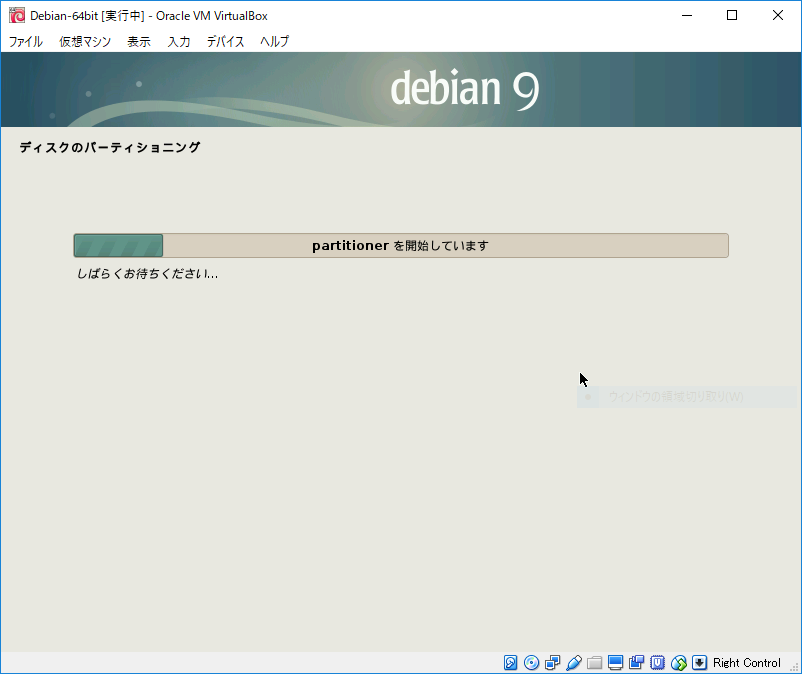 Debian-64bit [実行中] - Oracle VM VirtualBox
ファイル 仮想マシン 表示 入力 デバイス ヘルプ
debian 9
ディスクのパーティショニング
partitioner を開始しています
しばらくお待ちください...
ウィンドウの領域切り取り(W)
Right Control